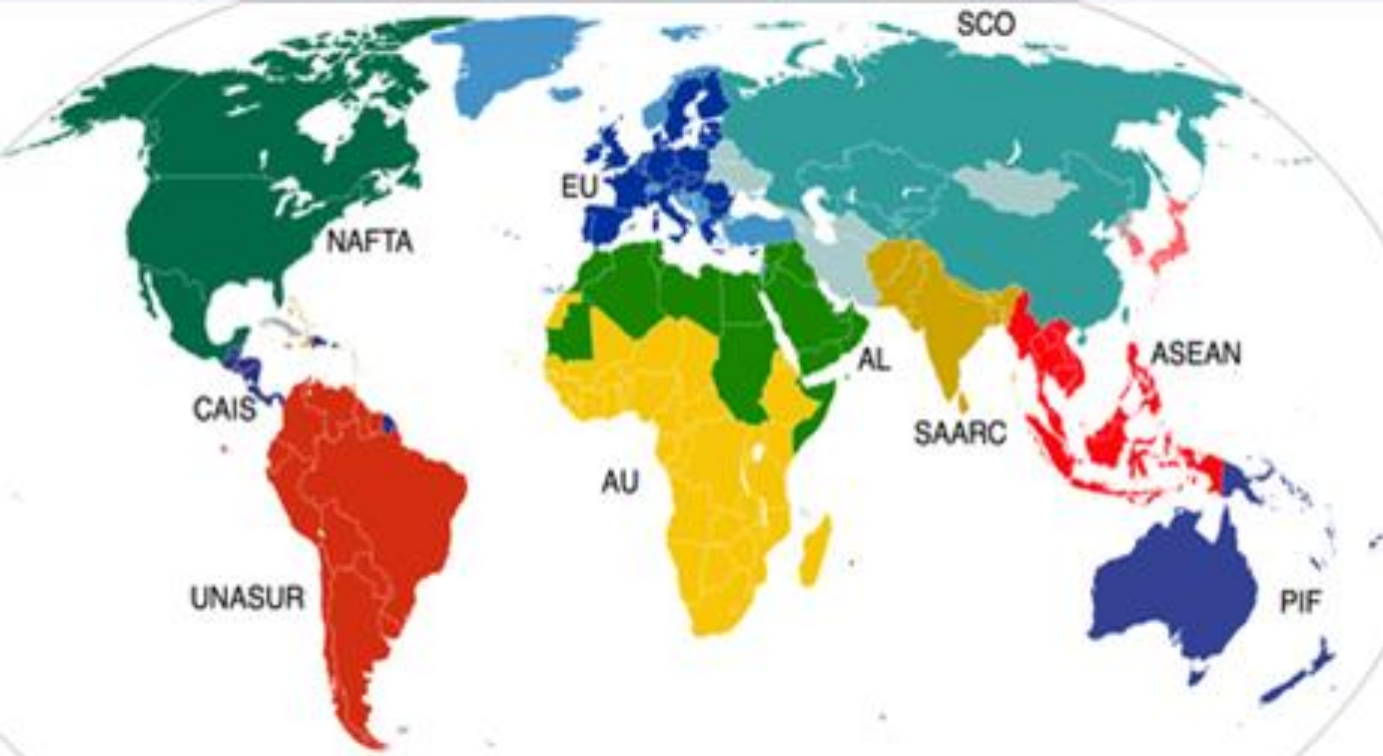 SCO
EU
NAFTA
AL
ASEAN
CAIS
SAARC
AU
UNASUR
PIF